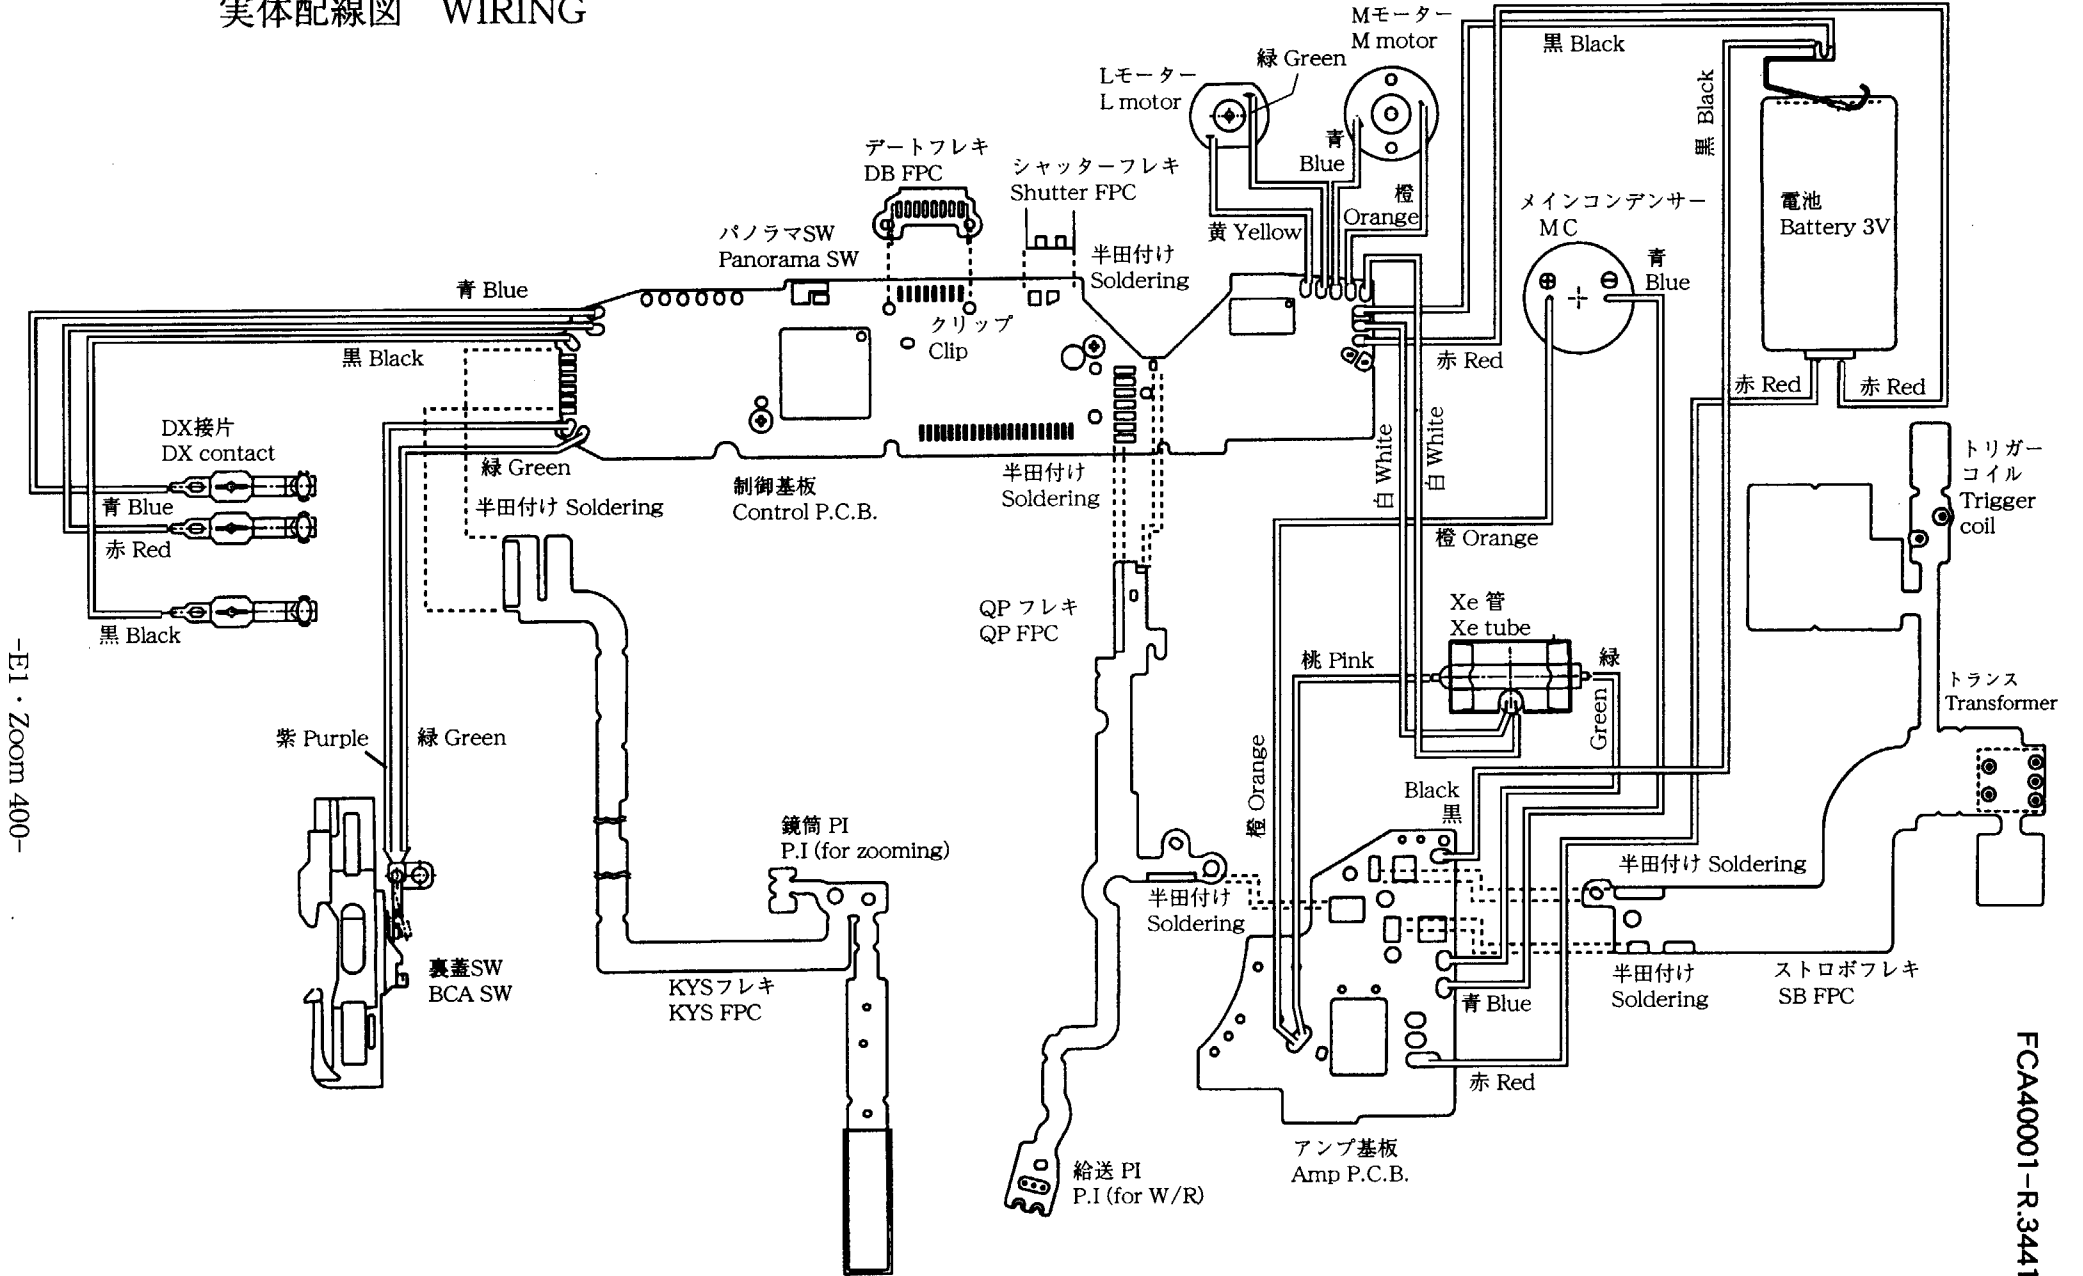 実体配線図 WIRING
Mモーター
M motor
黒 Black
緑 Green
Lモーター
L motor
黒 Black
青
Blue
デートフレキ
DB FPC
シャッターフレキ
Shutter FPC
橙
Orange
メインコンデンサー
MC
電池
Battery 3V
パノラマSW
Panorama SW
黄 Yellow
半田付け
Soldering
青
Blue
青 Blue
クリップ
Clip
黒 Black
赤 Red
赤 Red
赤 Red
白 White
白 White
DX接片
DX contact
緑 Green
制御基板
Control P.C.B.
半田付け
Soldering
トリガー
コイル
Trigger
coil
青 Blue
半田付け Soldering
赤 Red
橙 Orange
Xe 管
Xe tube
QP フレキ
QP FPC
黒 Black
桃 Pink
緑
Green
トランス
Transformer
-E1・Zoom 400-
紫 Purple
緑 Green
橙 Orange
Black
黒
鏡筒 PI
P.I (for zooming)
半田付け Soldering
半田付け
Soldering
裏蓋SW
BCA SW
KYSフレキ
KYS FPC
青 Blue
半田付け
Soldering
ストロボフレキ
SB FPC
赤 Red
アンプ基板
Amp P.C.B.
給送 PI
P.I (for W/R)
FCA40001-R.3441